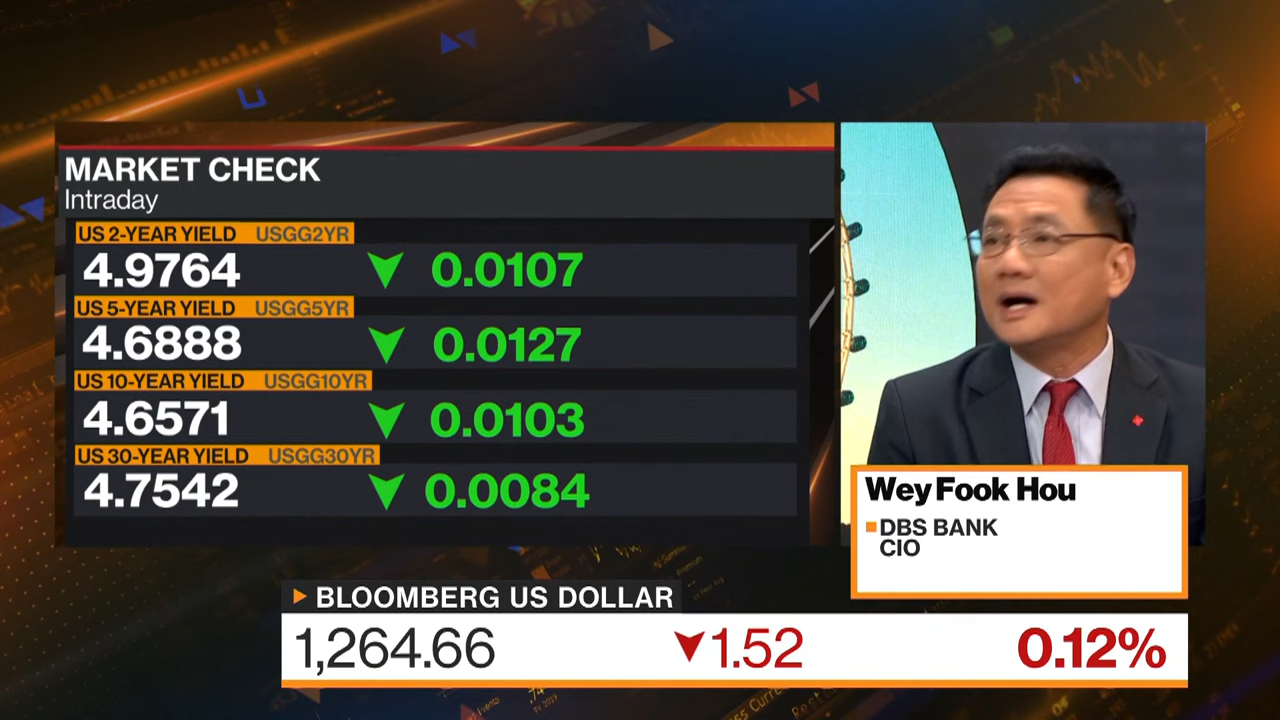 MARKET CHECK
Intraday
US 2-YEAR YIELD USGG2YR
4.9764 0.0107
US 5-YEAR YIELD USGG5YR
4.6888 0.0127
US 10-YEAR YIELD USGG10YR
4.6571 0.0103
US 30-YEAR YIELD USGG30YR
4.7542 0.0084
Wey Fook Hou
DBS BANK
CIO
BLOOMBERG US DOLLAR
1,264.66 1.52 0.12%